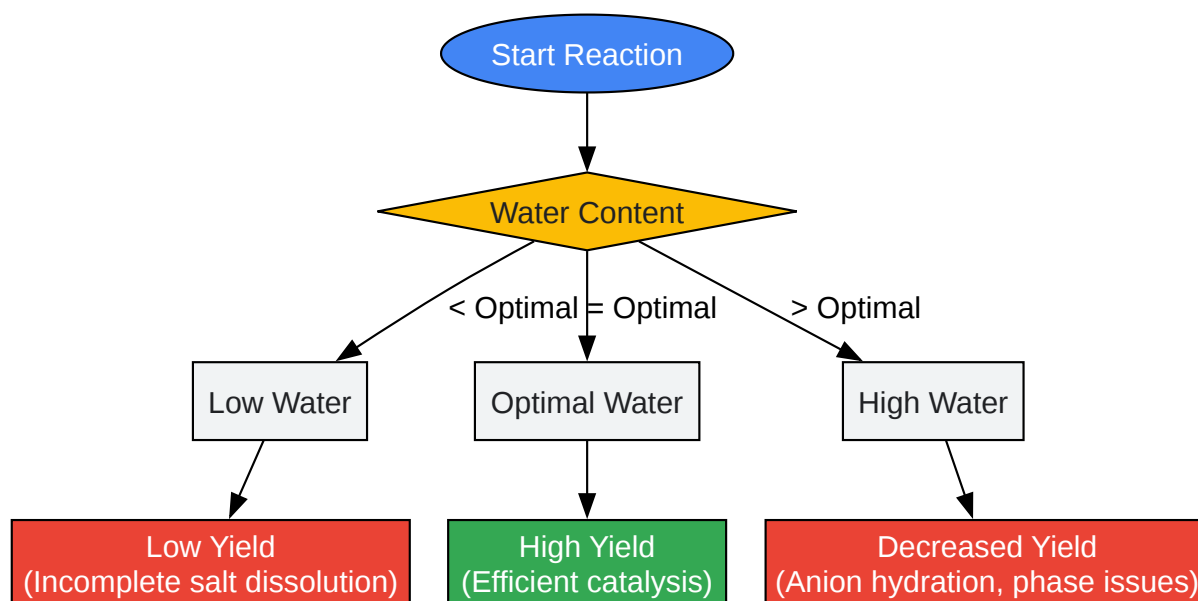 Start Reaction
Water Content
< Optimal
= Optimal
> Optimal
Low Water
Optimal Water
High Water
Low Yield
(Incomplete salt dissolution)
High Yield
(Efficient catalysis)
Decreased Yield
(Anion hydration, phase issues)